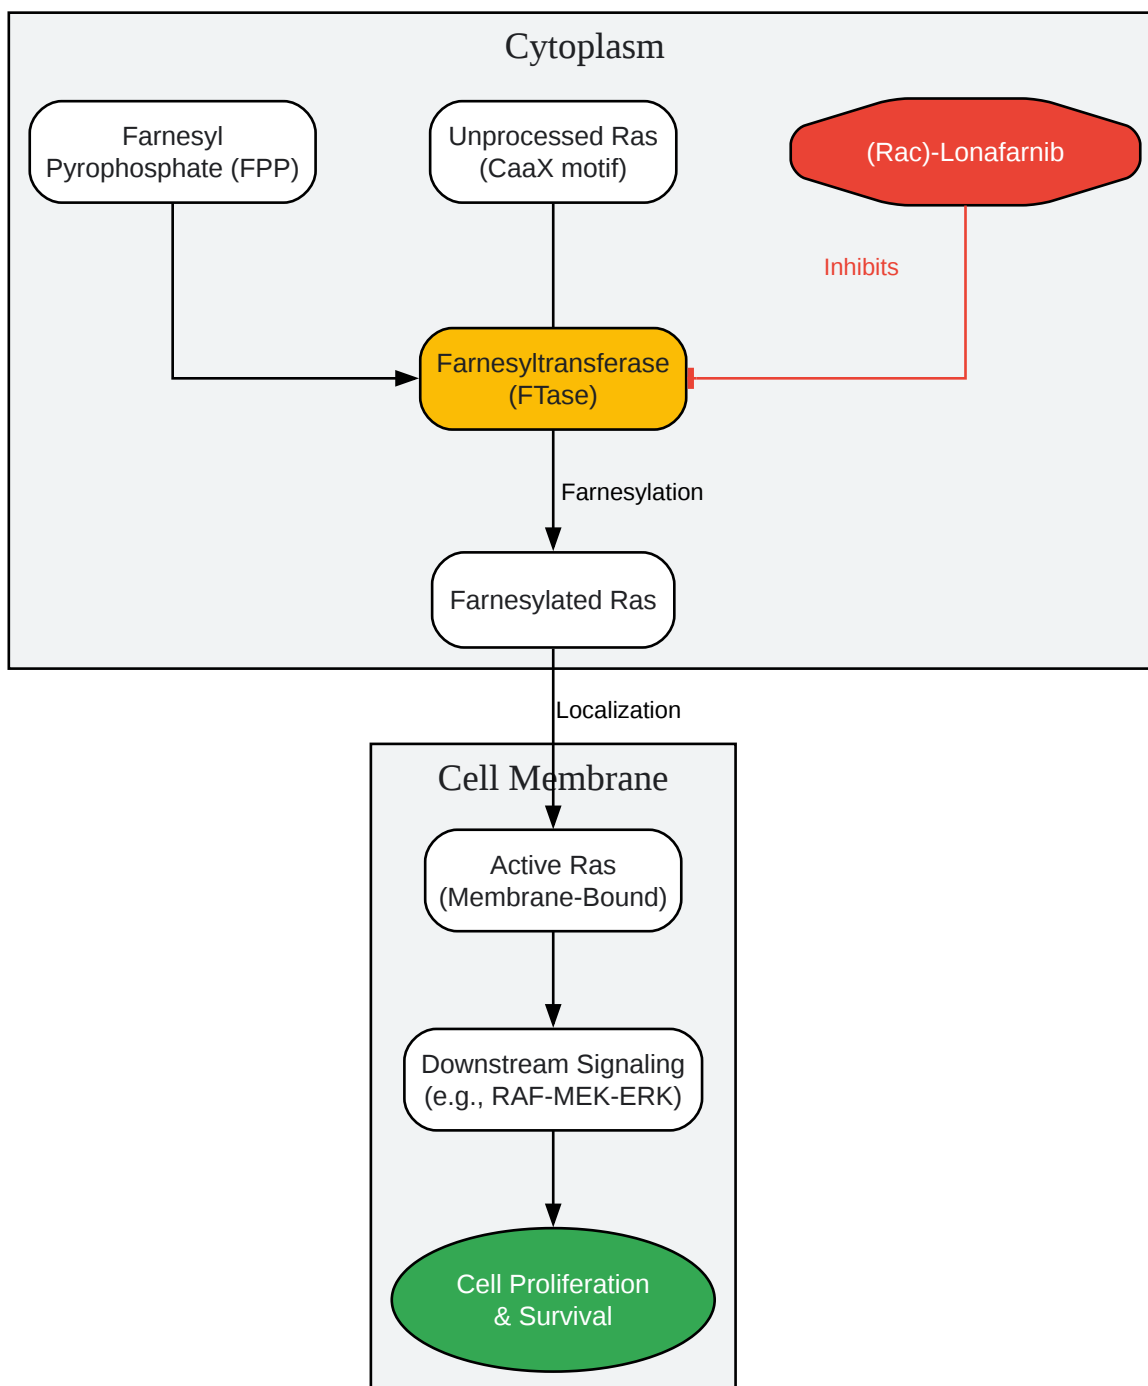 Cytoplasm
Farnesyl
Pyrophosphate (FPP)
Unprocessed Ras
(CaaX motif)
(Rac)-Lonafarnib
Inhibits
Farnesyltransferase
(FTase)
Farnesylation
Farnesylated Ras
Localization
Cell Membrane
Active Ras
(Membrane-Bound)
Downstream Signaling
(e.g., RAF-MEK-ERK)
Cell Proliferation
& Survival